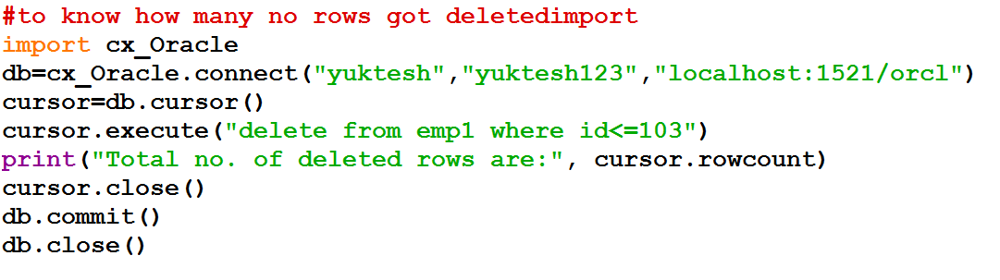 #to know how many no rows got deletedimport
import cx_Oracle
db=cx_Oracle.connect("yuktesh","yuktesh123","localhost:1521/orcl")
cursor=db.cursor()
cursor.execute("delete from emp1 where id<=103")
print("Total no. of deleted rows are:", cursor.rowcount)
cursor.close()
db.commit()
db.close()